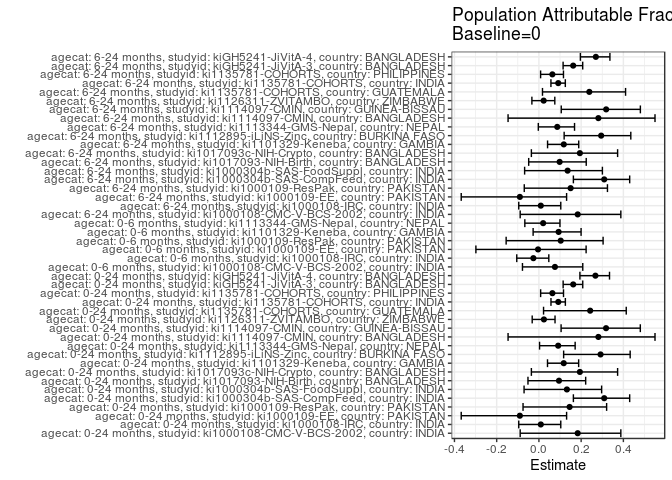 Population Attributable Frac
Baseline=0
agecat: 6-24 months, studyid: kiGH5241-JiVitA-4, country: BANGLADESH
agecat: 6-24 months, studyid: kiGH5241-JiVitA-3, country: BANGLADESH
agecat: 6-24 months, studyid: ki1135781-COHORTS, country: PHILIPPINES
agecat: 6-24 months, studyid: ki1135781-COHORTS, country: INDIA
agecat: 6-24 months, studyid: ki1135781-COHORTS, country: GUATEMALA
agecat: 6-24 months, studyid: ki1126311-ZVITAMBO, country: ZIMBABWE
agecat: 6-24 months, studyid: ki1114097-CMIN, country: GUINEA-BISSAU
agecat: 6-24 months, studyid: ki1114097-CMIN, country: BANGLADESH
agecat: 6-24 months, studyid: ki1113344-GMS-Nepal, country: NEPAL
agecat: 6-24 months, studyid: ki1112895-iLiNS-Zinc, country: BURKINA FASO
agecat: 6-24 months, studyid: ki1101329-Keneba, country: GAMBIA
agecat: 6-24 months, studyid: ki1017093c-NIH-Crypto, country: BANGLADESH
agecat: 6-24 months, studyid: ki1017093-NIH-Birth, country: BANGLADESH
agecat: 6-24 months, studyid: ki1000304b-SAS-FoodSuppl, country: INDIA
agecat: 6-24 months, studyid: ki1000304b-SAS-CompFeed, country: INDIA
agecat: 6-24 months, studyid: ki1000109-ResPak, country: PAKISTAN
agecat: 6-24 months, studyid: ki1000109-EE, country: PAKISTAN
agecat: 6-24 months, studyid: ki1000108-IRC, country: INDIA
agecat: 6-24 months, studyid: ki1000108-CMC-V-BCS-2002, country: INDIA
agecat: 0-6 months, studyid: ki1113344-GMS-Nepal, country: NEPAL
agecat: 0-6 months, studyid: ki1101329-Keneba, country: GAMBIA
agecat: 0-6 months, studyid: ki1000109-ResPak, country: PAKISTAN
agecat: 0-6 months, studyid: ki1000109-EE, country: PAKISTAN
agecat: 0-6 months, studyid: ki1000108-IRC, country: INDIA
agecat: 0-6 months, studyid: ki1000108-CMC-V-BCS-2002, country: INDIA
agecat: 0-24 months, studyid: kiGH5241-JiVitA-4, country: BANGLADESH
agecat: 0-24 months, studyid: kiGH5241-JiVitA-3, country: BANGLADESH
agecat: 0-24 months, studyid: ki1135781-COHORTS, country: PHILIPPINES
agecat: 0-24 months, studyid: ki1135781-COHORTS, country: INDIA
agecat: 0-24 months, studyid: ki1135781-COHORTS, country: GUATEMALA
agecat: 0-24 months, studyid: ki1126311-ZVITAMBO, country: ZIMBABWE
agecat: 0-24 months, studyid: ki1114097-CMIN, country: GUINEA-BISSAU
agecat: 0-24 months, studyid: ki1114097-CMIN, country: BANGLADESH
agecat: 0-24 months, studyid: ki1113344-GMS-Nepal, country: NEPAL
agecat: 0-24 months, studyid: ki1112895-iLiNS-Zinc, country: BURKINA FASO
agecat: 0-24 months, studyid: ki1101329-Keneba, country: GAMBIA
agecat: 0-24 months, studyid: ki1017093c-NIH-Crypto, country: BANGLADESH
agecat: 0-24 months, studyid: ki1017093-NIH-Birth, country: BANGLADESH
agecat: 0-24 months, studyid: ki1000304b-SAS-FoodSuppl, country: INDIA
agecat: 0-24 months, studyid: ki1000304b-SAS-CompFeed, country: INDIA
agecat: 0-24 months, studyid: ki1000109-ResPak, country: PAKISTAN
agecat: 0-24 months, studyid: ki1000109-EE, country: PAKISTAN
agecat: 0-24 months, studyid: ki1000108-IRC, country: INDIA
agecat: 0-24 months, studyid: ki1000108-CMC-V-BCS-2002, country: INDIA
-0.4 -0.2 0.0 0.2 0.4
Estimate